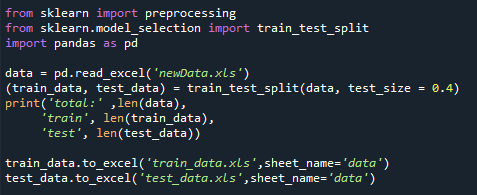 from sklearn import preprocessing
from sklearn.model_selection import train_test_split
import pandas as pd
data = pd.read_excel('newData.xls')
(train_data, test_data) = train_test_split(data, test_size = 0.4)
print('total:' ,len(data),
'train', len(train_data),
'test', len(test_data))
train_data.to_excel('train_data.xls',sheet_name='data')
test_data.to_excel('test_data.xls',sheet_name='data')